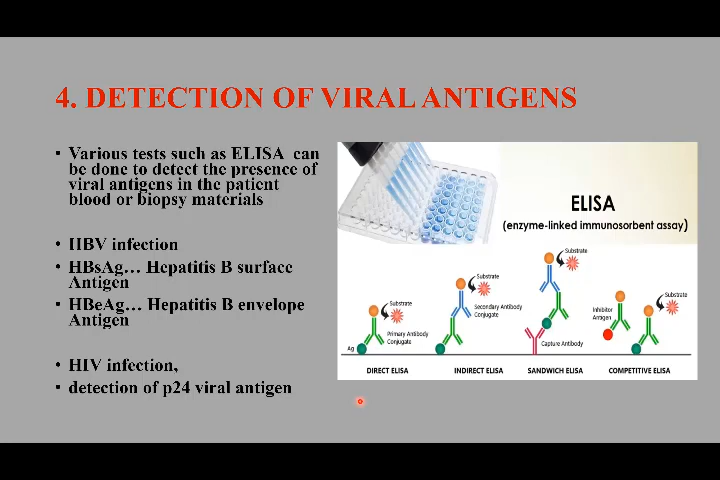 4. DETECTION OF VIRAL ANTIGENS
• Various tests such as ELISA can
be done to detect the presence of
viral antigens in the patient
blood or biopsy materials
• HBV infection
• HBsAg… Hepatitis B surface
Antigen
• HBeAg… Hepatitis B envelope
Antigen
• HIV infection,
• detection of p24 viral antigen
ELISA
(enzyme-linked immunosorbent assay)
Substrate
Primary Antibody
Conjugate
Ag
DIRECT ELISA
Substrate
Secondary Antibody
Conjugate
INDIRECT ELISA
Substrate
Capture Antibody
SANDWICH ELISA
Inhibitor
Antigen
Substrate
COMPETITIVE ELISA